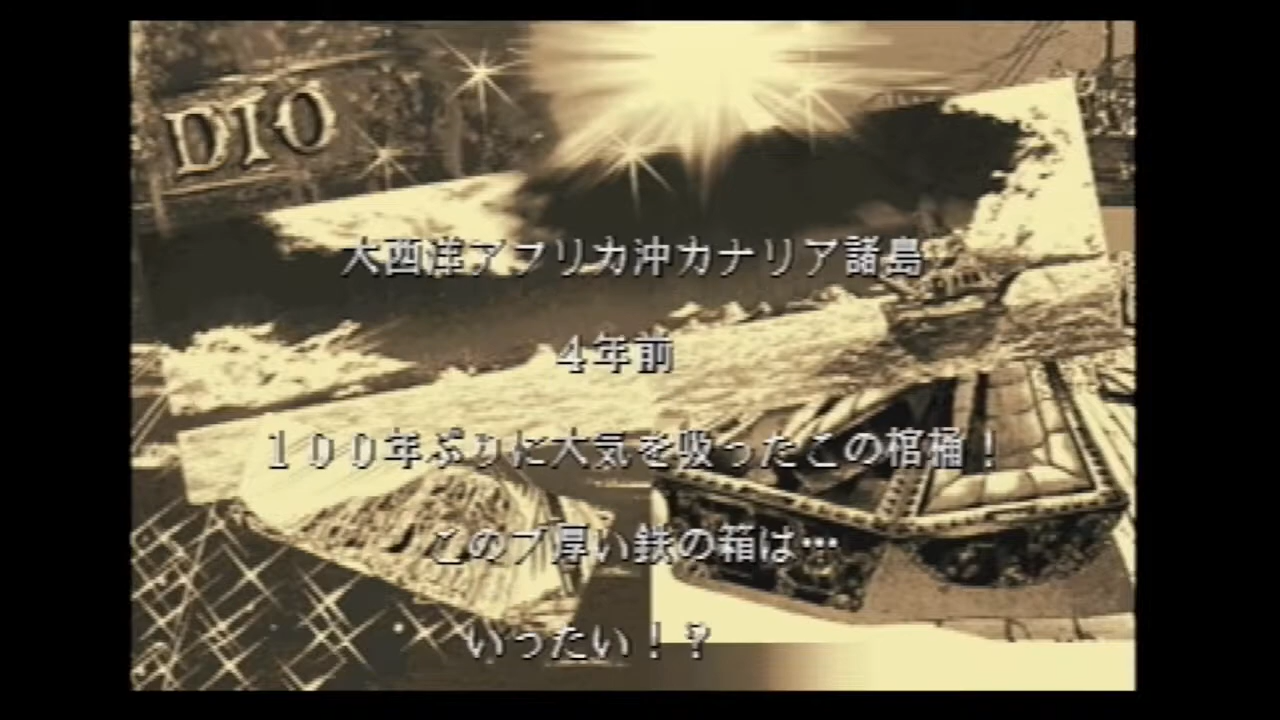 DIO
大西洋アフリカ沖カナリア諸島
４年前
１００年ぶりに大気を吸ったこの棺桶！
このブ厚い鉄の箱は…
いったい！？